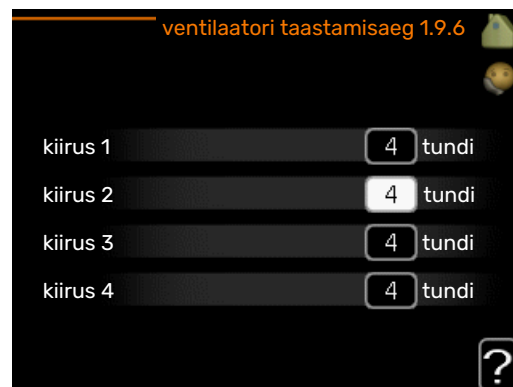 ventilaatori taastamisaeg 1.9.6
kiirus 1 4 tundi
kiirus 2 4 tundi
kiirus 3 4 tundi
kiirus 4 4 tundi
?